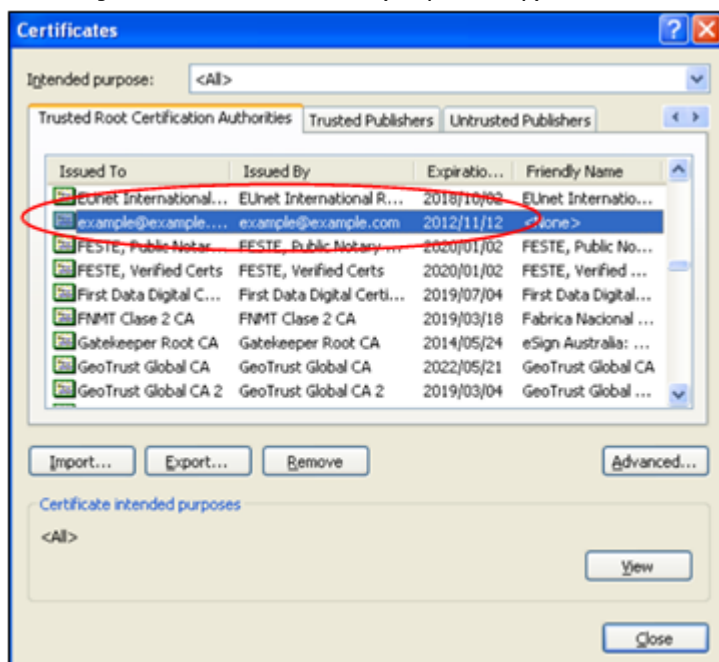 Certificates
Intended purpose: <All>
Trusted Root Certification Authorities Trusted Publishers Untrusted Publishers
Issued To Issued By Expiratio... Friendly Name
EUnet International... EUnet International R... 2018/10/02 EUnet Internatio...
example@example.... example@example.com 2012/11/12 <None>
FESTE, Public Notar... FESTE, Public Notary ... 2020/01/02 FESTE, Public No...
FESTE, Verified Certs FESTE, Verified Certs 2020/01/02 FESTE, Verified ...
First Data Digital C... First Data Digital Certi... 2019/07/04 First Data Digital...
FNMT Clase 2 CA FNMT Clase 2 CA 2019/03/18 Fabrica Nacional ...
Gatekeeper Root CA Gatekeeper Root CA 2014/05/24 eSign Australia: ...
GeoTrust Global CA GeoTrust Global CA 2022/05/21 GeoTrust Global CA
GeoTrust Global CA 2 GeoTrust Global CA 2 2019/03/04 GeoTrust Global ...
Import... Export... Remove Advanced...
Certificate intended purposes
<All>
View
Close